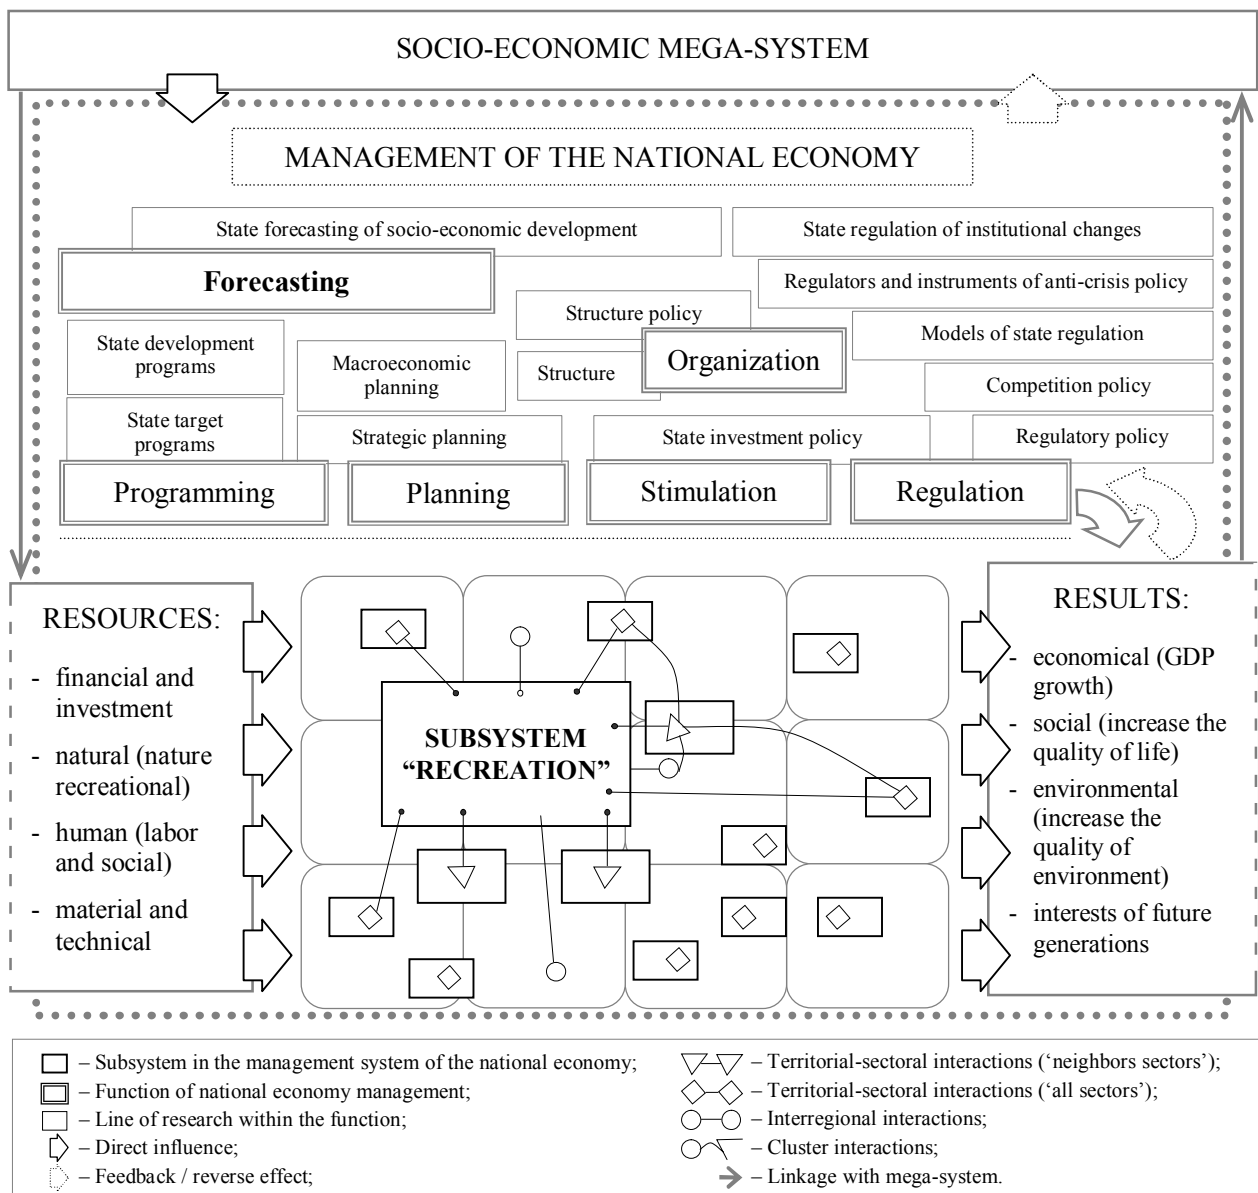 SOCIO-ECONOMIC MEGA-SYSTEM
MANAGEMENT OF THE NATIONAL ECONOMY
State forecasting of socio-economic development
State regulation of institutional changes
Forecasting
Regulators and instruments of anti-crisis policy
Structure policy
Models of state regulation
State development
programs
Macroeconomic
planning
Structure
Organization
Competition policy
State target
programs
Strategic planning
State investment policy
Regulatory policy
Programming
Planning
Stimulation
Regulation
RESOURCES:
- financial and
investment
- natural (nature
recreational)
- human (labor
and social)
- material and
technical
SUBSYSTEM
“RECREATION”
RESULTS:
- economical (GDP
growth)
- social (increase the
quality of life)
- environmental
(increase the
quality of
environment)
- interests of future
generations
– Subsystem in the management system of the national economy;
– Function of national economy management;
– Line of research within the function;
– Direct influence;
– Feedback / reverse effect;
– Territorial-sectoral interactions (‘neighbors sectors’);
– Territorial-sectoral interactions (‘all sectors’);
– Interregional interactions;
– Cluster interactions;
– Linkage with mega-system.